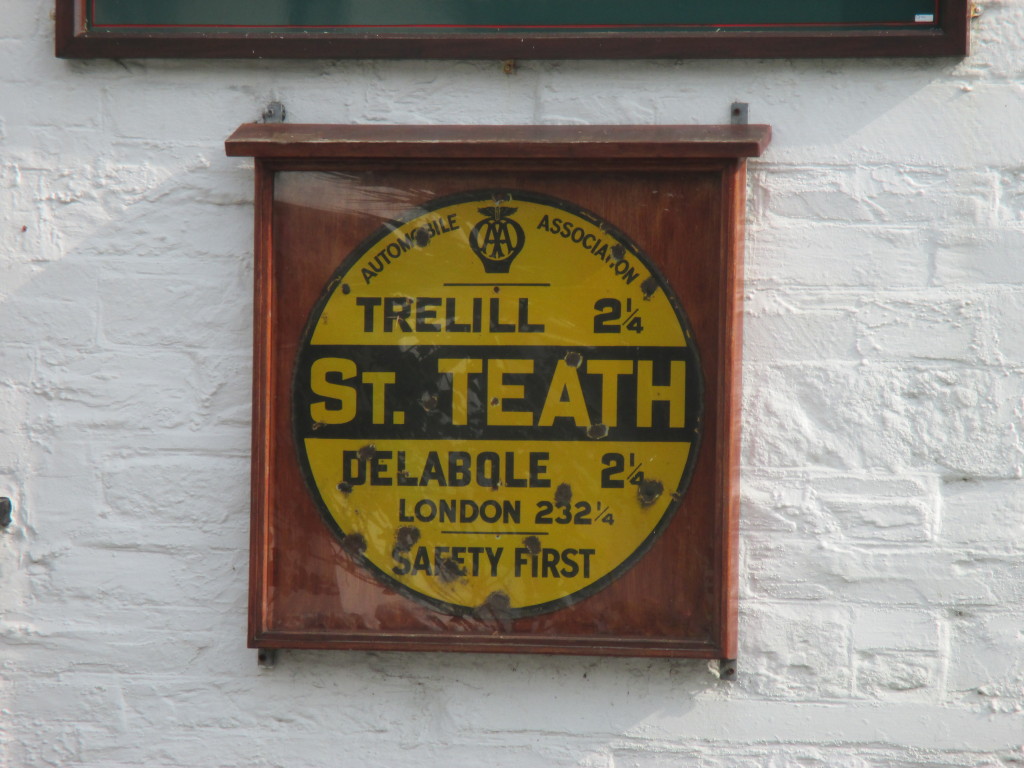 AUTOMOBILE AA ASSOCIATION
TRELILL 2¼
ST. TEATH
DELABOLE 2¼
LONDON 232¼
SAFETY FIRST